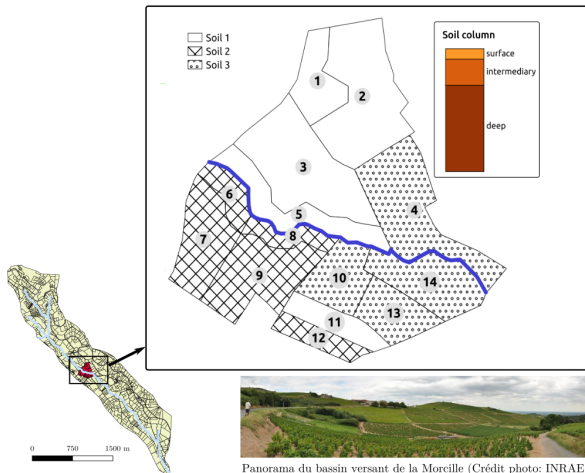 Soil 1
Soil 2
Soil 3
Soil column
surface
intermediary
deep
1
2
3
4
5
6
7
8
9
10
14
11
13
12
0 750 1500 m
Panorama du bassin versant de la Morcille (Crédit photo: INRAE